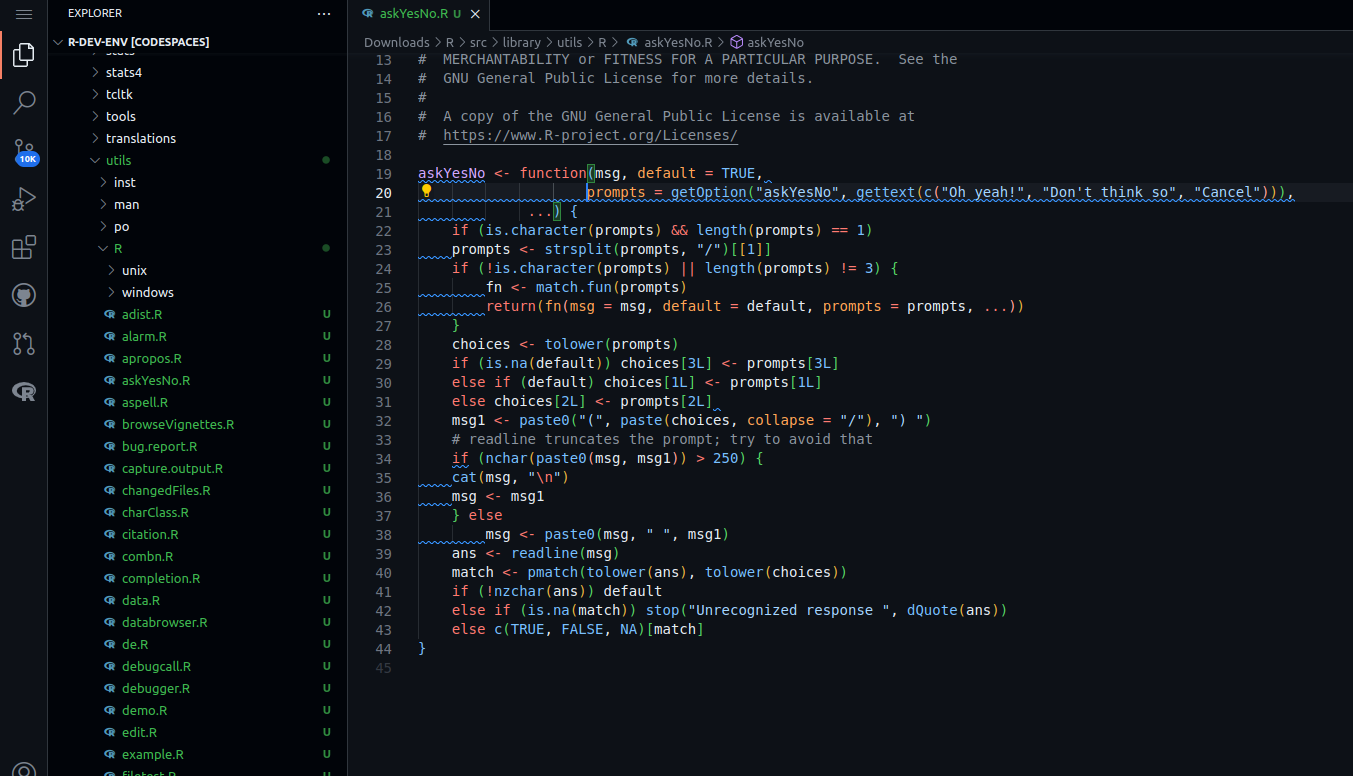 EXPLORER
R-DEV-ENV [CODESPACES]
stats
stats4
tcltk
tools
translations
utils
inst
man
po
R
unix
windows
adist.R U
alarm.R U
apropos.R U
askYesNo.R U
aspell.R U
browseVignettes.R U
bug.report.R U
capture.output.R U
changedFiles.R U
charClass.R U
citation.R U
combn.R U
completion.R U
data.R U
databrowser.R U
de.R U
debugcall.R U
debugger.R U
demo.R U
edit.R U
example.R U
filetest.R U
10K
askYesNo.R U
Downloads > R > src > library > utils > R > askYesNo.R > askYesNo
13 #  MERCHANTABILITY or FITNESS FOR A PARTICULAR PURPOSE.  See the
14 #  GNU General Public License for more details.
15 #
16 #  A copy of the GNU General Public License is available at
17 #  https://www.R-project.org/Licenses/
18
19 askYesNo <- function(msg, default = TRUE,
20                     prompts = getOption("askYesNo", gettext(c("Oh yeah!", "Don't think so", "Cancel"))),
21              ...) {
22     if (is.character(prompts) && length(prompts) == 1)
23     prompts <- strsplit(prompts, "/")[[1]]
24     if (!is.character(prompts) || length(prompts) != 3) {
25         fn <- match.fun(prompts)
26         return(fn(msg = msg, default = default, prompts = prompts, ...))
27     }
28     choices <- tolower(prompts)
29     if (is.na(default)) choices[3L] <- prompts[3L]
30     else if (default) choices[1L] <- prompts[1L]
31     else choices[2L] <- prompts[2L]
32     msg1 <- paste0("(", paste(choices, collapse = "/"), ") ")
33     # readline truncates the prompt; try to avoid that
34     if (nchar(paste0(msg, msg1)) > 250) {
35     cat(msg, "\n")
36     msg <- msg1
37     } else
38         msg <- paste0(msg, " ", msg1)
39     ans <- readline(msg)
40     match <- pmatch(tolower(ans), tolower(choices))
41     if (!nzchar(ans)) default
42     else if (is.na(match)) stop("Unrecognized response ", dQuote(ans))
43     else c(TRUE, FALSE, NA)[match]
44 }
45